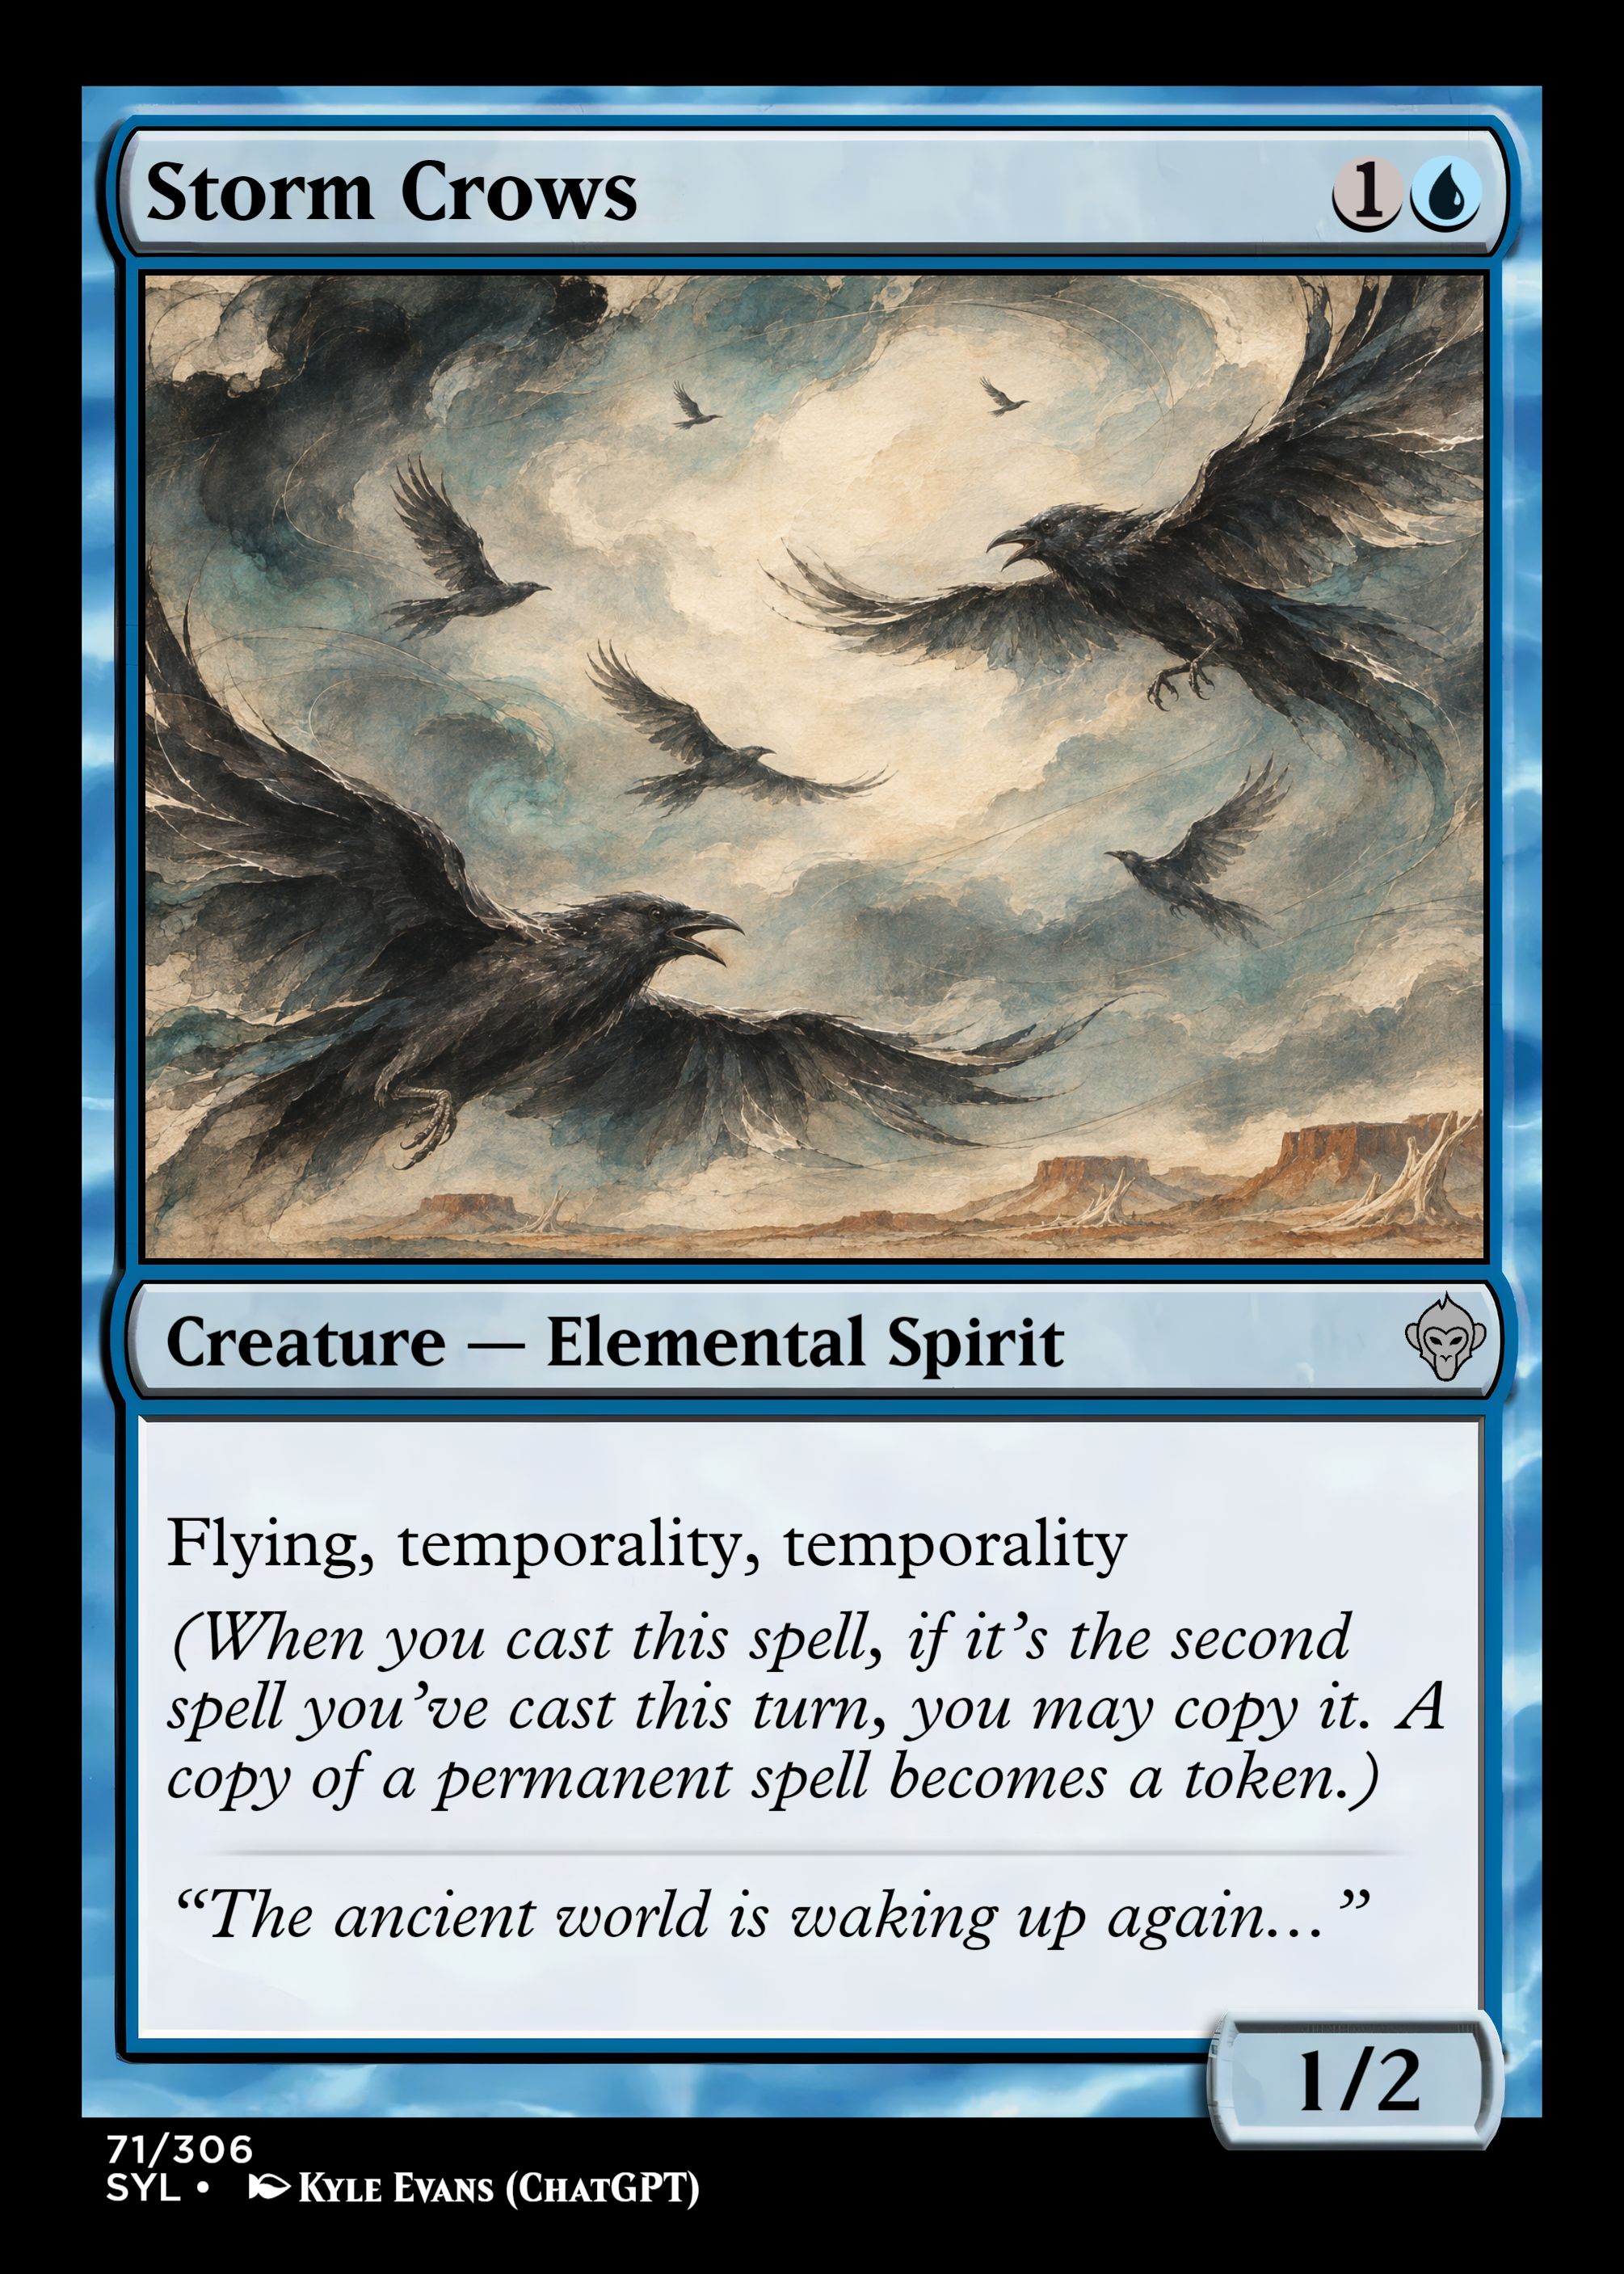 Storm Crows
1
Creature — Elemental Spirit
Flying, temporality, temporality
(When you cast this spell, if it’s the second
spell you’ve cast this turn, you may copy it. A
copy of a permanent spell becomes a token.)
“The ancient world is waking up again…”
1/2
71/306
SYL • Kyle Evans (ChatGPT)